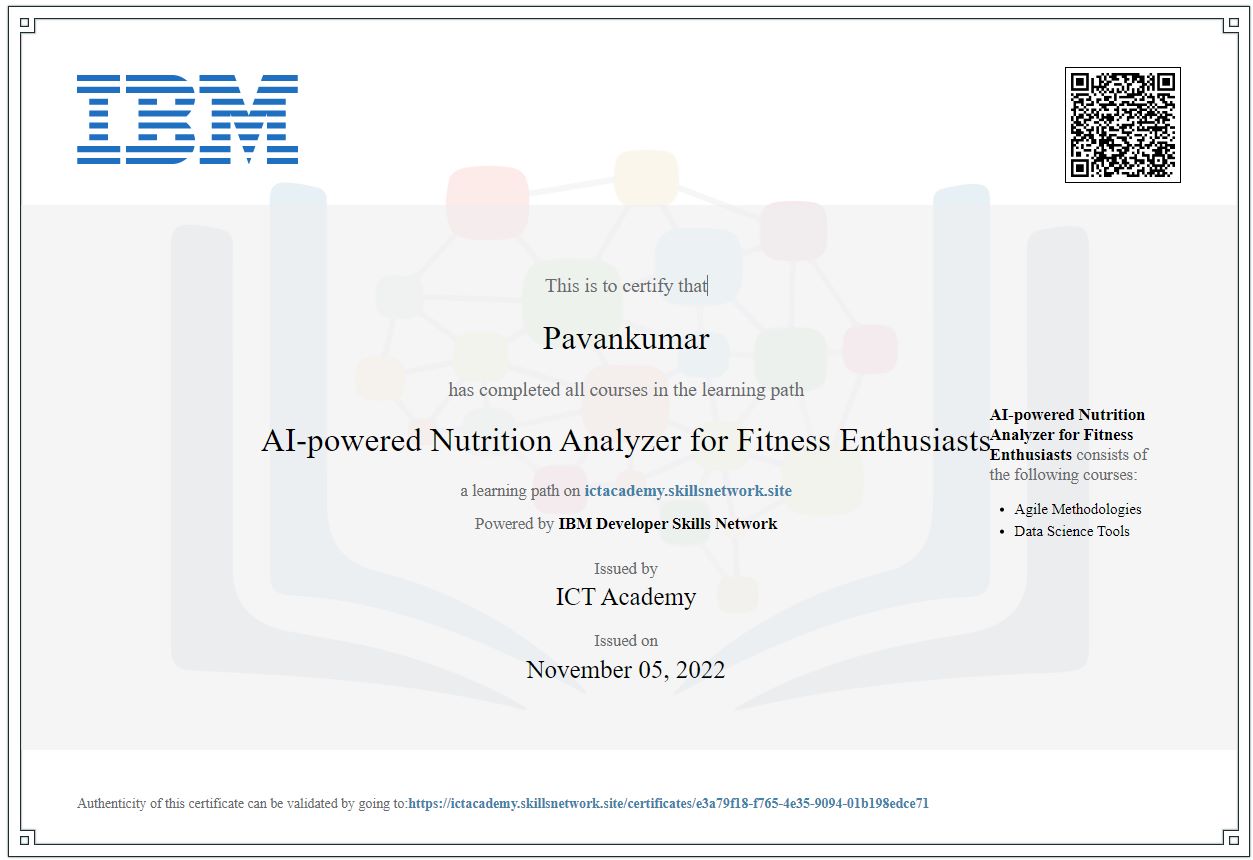 IBM
This is to certify that
Pavankumar
has completed all courses in the learning path
AI-powered Nutrition Analyzer for Fitness Enthusiasts
a learning path on ictacademy.skillsnetwork.site
Powered by IBM Developer Skills Network
Issued by
ICT Academy
Issued on
November 05, 2022
AI-powered Nutrition
Analyzer for Fitness
Enthusiasts consists of
the following courses:
• Agile Methodologies
• Data Science Tools
Authenticity of this certificate can be validated by going to:https://ictacademy.skillsnetwork.site/certificates/e3a79f18-f765-4e35-9094-01b198edce71